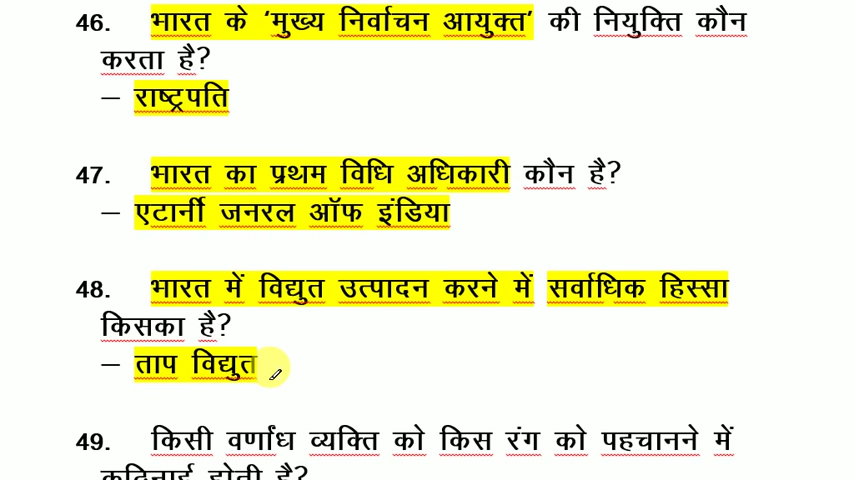 46. भारत के ‘मुख्य निर्वाचन आयुक्त’ की नियुक्ति कौन
करता है?
– राष्ट्रपति
47. भारत का प्रथम विधि अधिकारी कौन है?
– एटार्नी जनरल ऑफ इंडिया
48. भारत में विद्युत उत्पादन करने में सर्वाधिक हिस्सा
किसका है?
– ताप विद्युत
49. किसी वर्णांध व्यक्ति को किस रंग को पहचानने में
कठिनाई होती है?